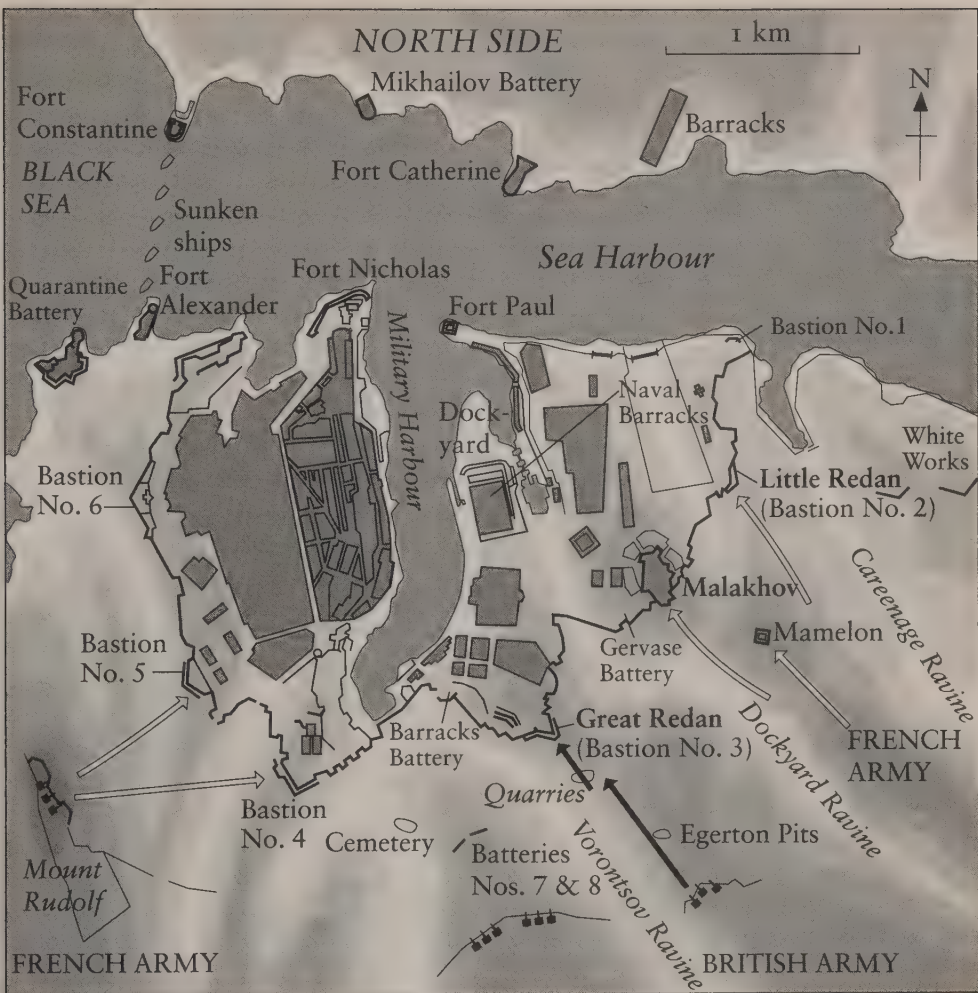 NORTH SIDE
1 km
N
Mikhailov Battery
Fort
Constantine
Barracks
BLACK
SEA
Fort Catherine
Sunken
ships
Sea Harbour
Fort Nicholas
Quarantine
Battery
Fort
Alexander
Fort Paul
Bastion No.1
Military Harbour
Naval
Barracks
Dock-
yard
White
Works
Bastion
No. 6
Little Redan
(Bastion No. 2)
Malakhov
Careenage Ravine
Mamelon
Gervase
Battery
Bastion
No. 5
Barracks
Battery
Great Redan
(Bastion No. 3)
Dockyard Ravine
FRENCH
ARMY
Quarries
Bastion
No. 4
Cemetery
Egerton Pits
Batteries
Nos. 7 & 8
Vorontsov Ravine
Mount
Rudolf
FRENCH ARMY
BRITISH ARMY